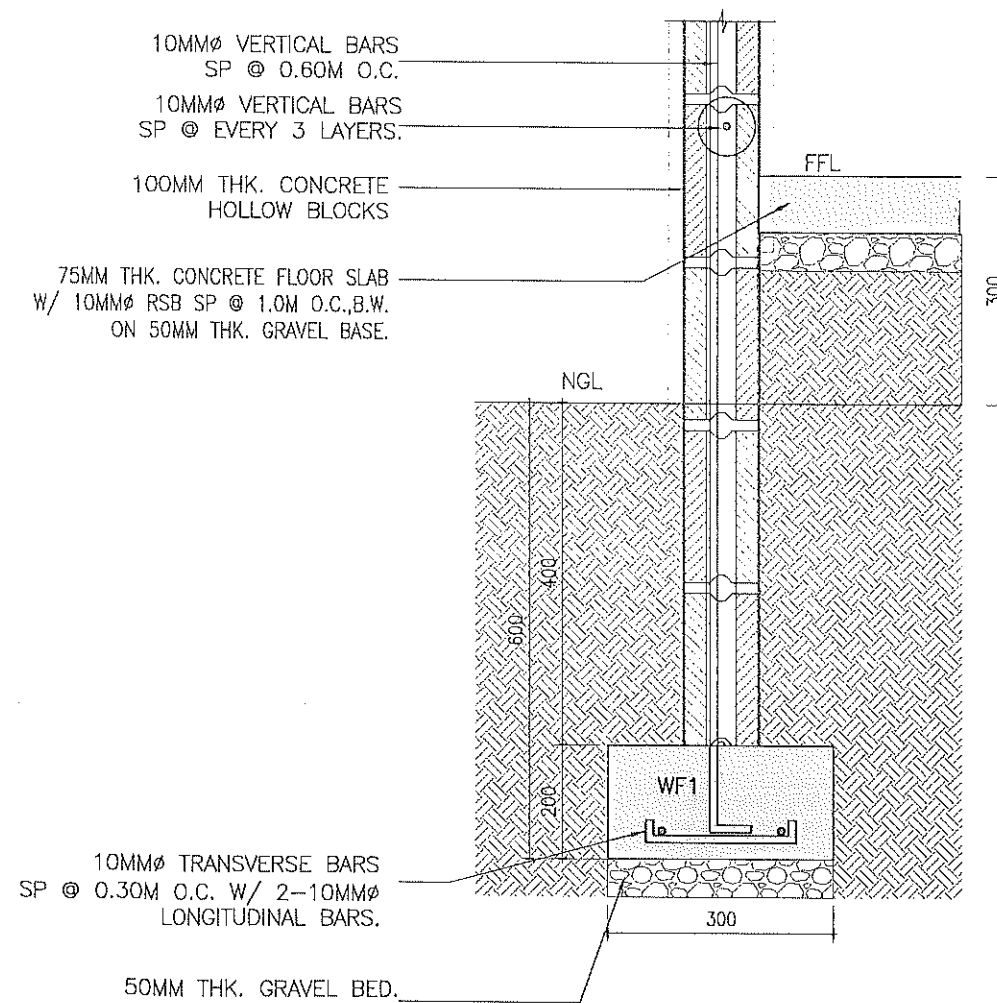 10MMØ VERTICAL BARS
SP @ 0.60M O.C.
10MMØ VERTICAL BARS
SP @ EVERY 3 LAYERS.
100MM THK. CONCRETE
HOLLOW BLOCKS
FFL
75MM THK. CONCRETE FLOOR SLAB
W/ 10MMØ RSB SP @ 1.0M O.C.,B.W.
ON 50MM THK. GRAVEL BASE.
300
NGL
400
600
200
WF1
10MMØ TRANSVERSE BARS
SP @ 0.30M O.C. W/ 2-10MMØ
LONGITUDINAL BARS.
300
50MM THK. GRAVEL BED.